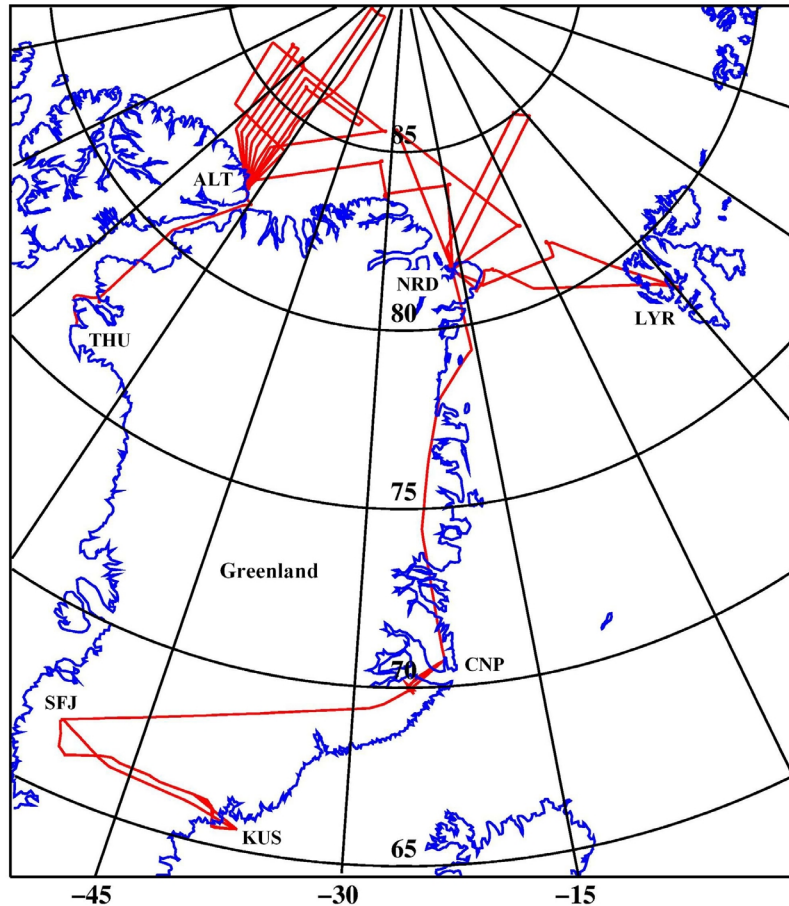 85
ALT
NRD
80
LYR
THU
75
Greenland
70
CNP
SFJ
KUS
65
−45
−30
−15